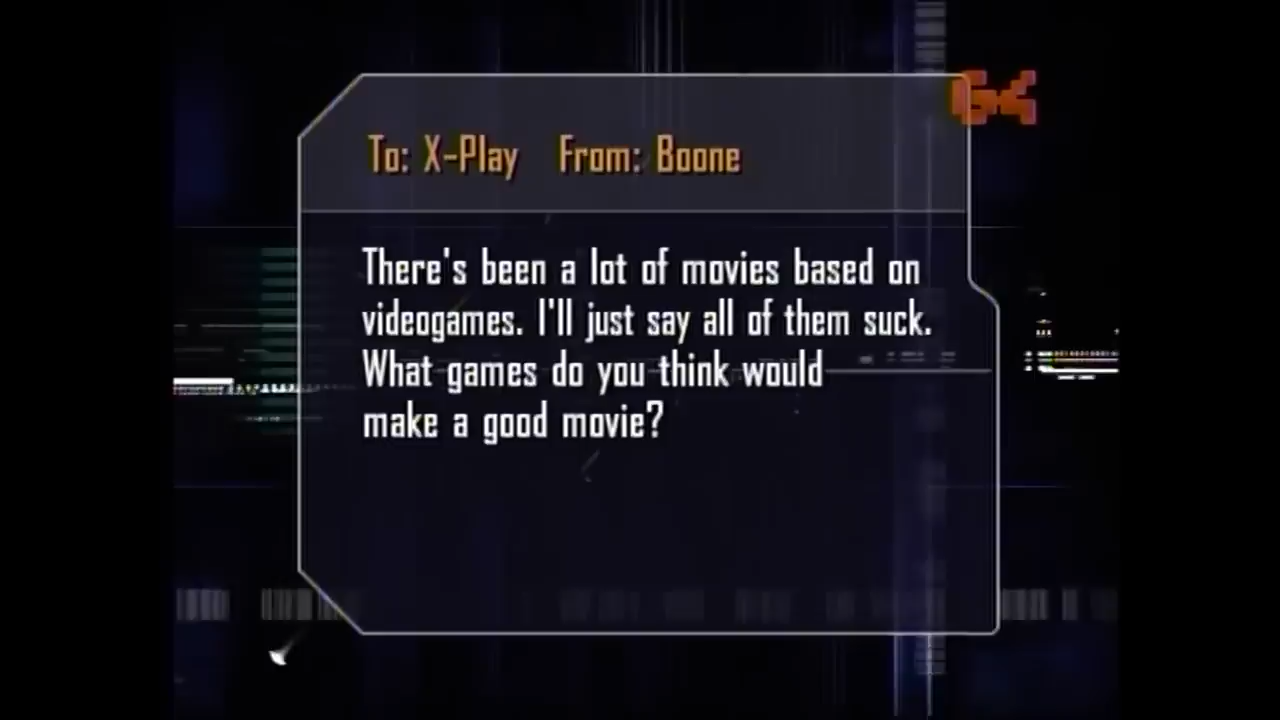 G4
To: X-Play From: Boone
There's been a lot of movies based on
videogames. I'll just say all of them suck.
What games do you think would
make a good movie?